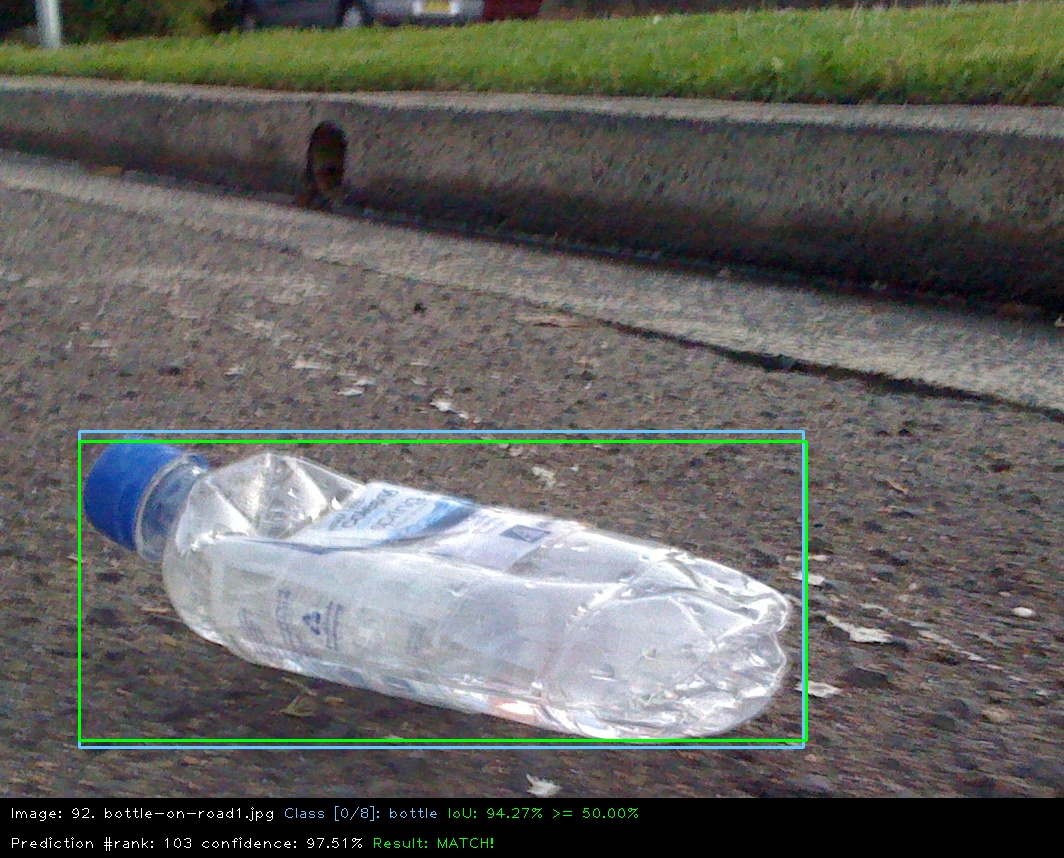 Image: 92. bottle-on-road1.jpg Class [0/8]: bottle IoU: 94.27% >= 50.00%
Prediction #rank: 103 confidence: 97.51% Result: MATCH!